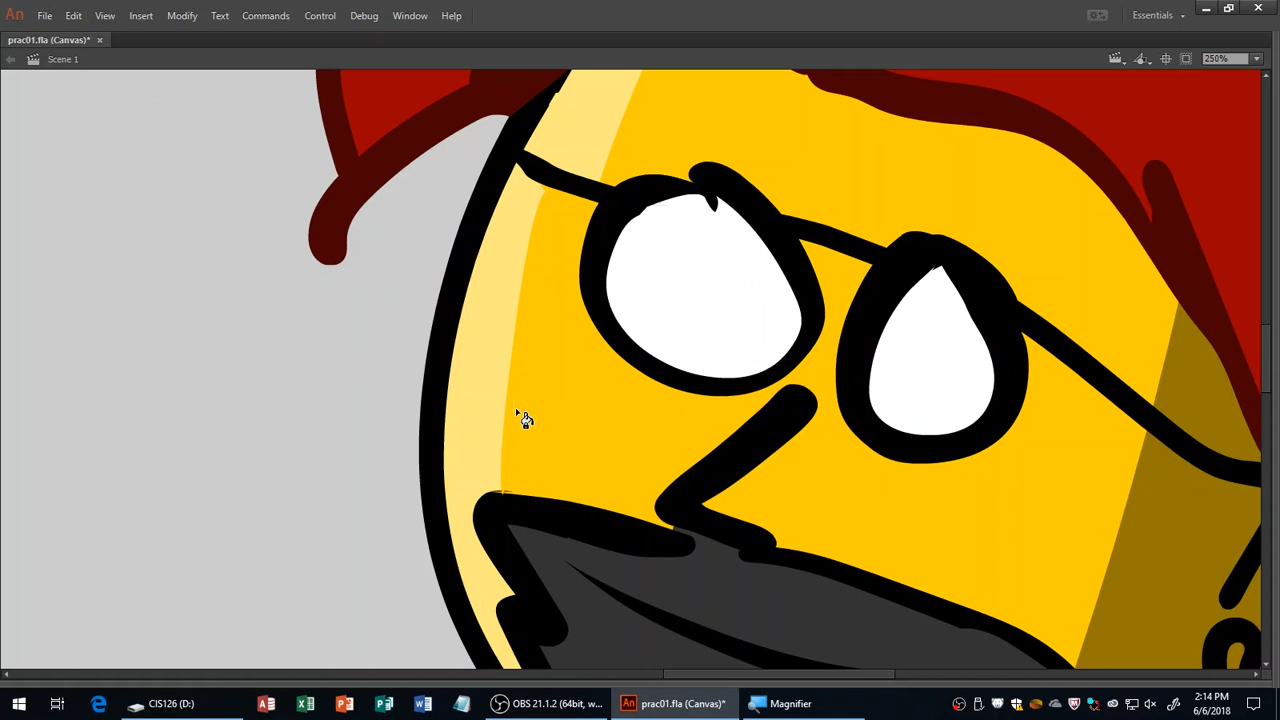 An File Edit View Insert Modify Text Commands Control Debug Window Help Essentials
prac01.fla (Canvas)* ×
Scene 1 250%
CIS126 (D:) OBS 21.1.2 (64bit, w... An prac01.fla (Canvas)* Magnifier 2:14 PM
6/6/2018